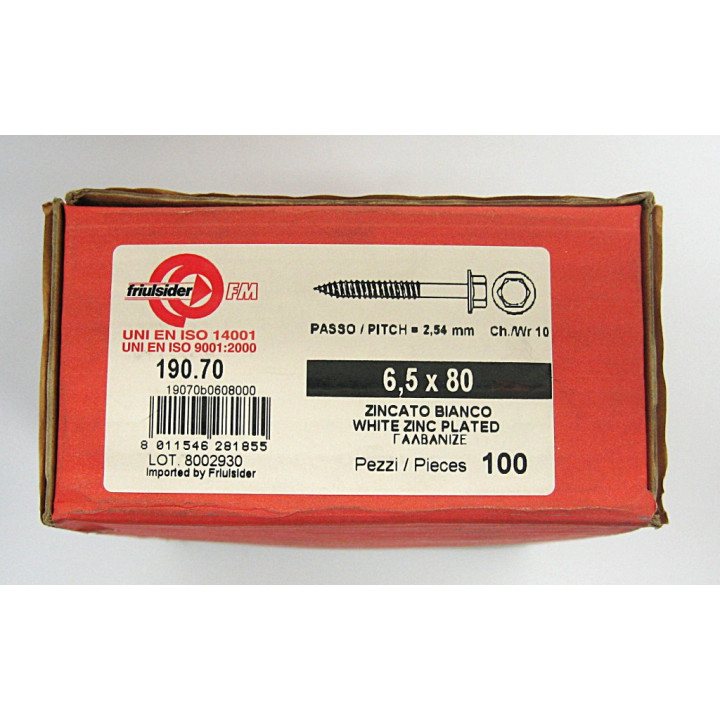 friulsider FM
UNI EN ISO 14001
UNI EN ISO 9001:2000
190.70
19070b0608000
8 011546 281855
LOT. 8002930
Imported by Friulsider
PASSO / PITCH = 2,54 mm Ch./Wr 10
6,5 x 80
ZINCATO BIANCO
WHITE ZINC PLATED
ΓΑΛΒΑΝΙΖΕ
Pezzi / Pieces 100